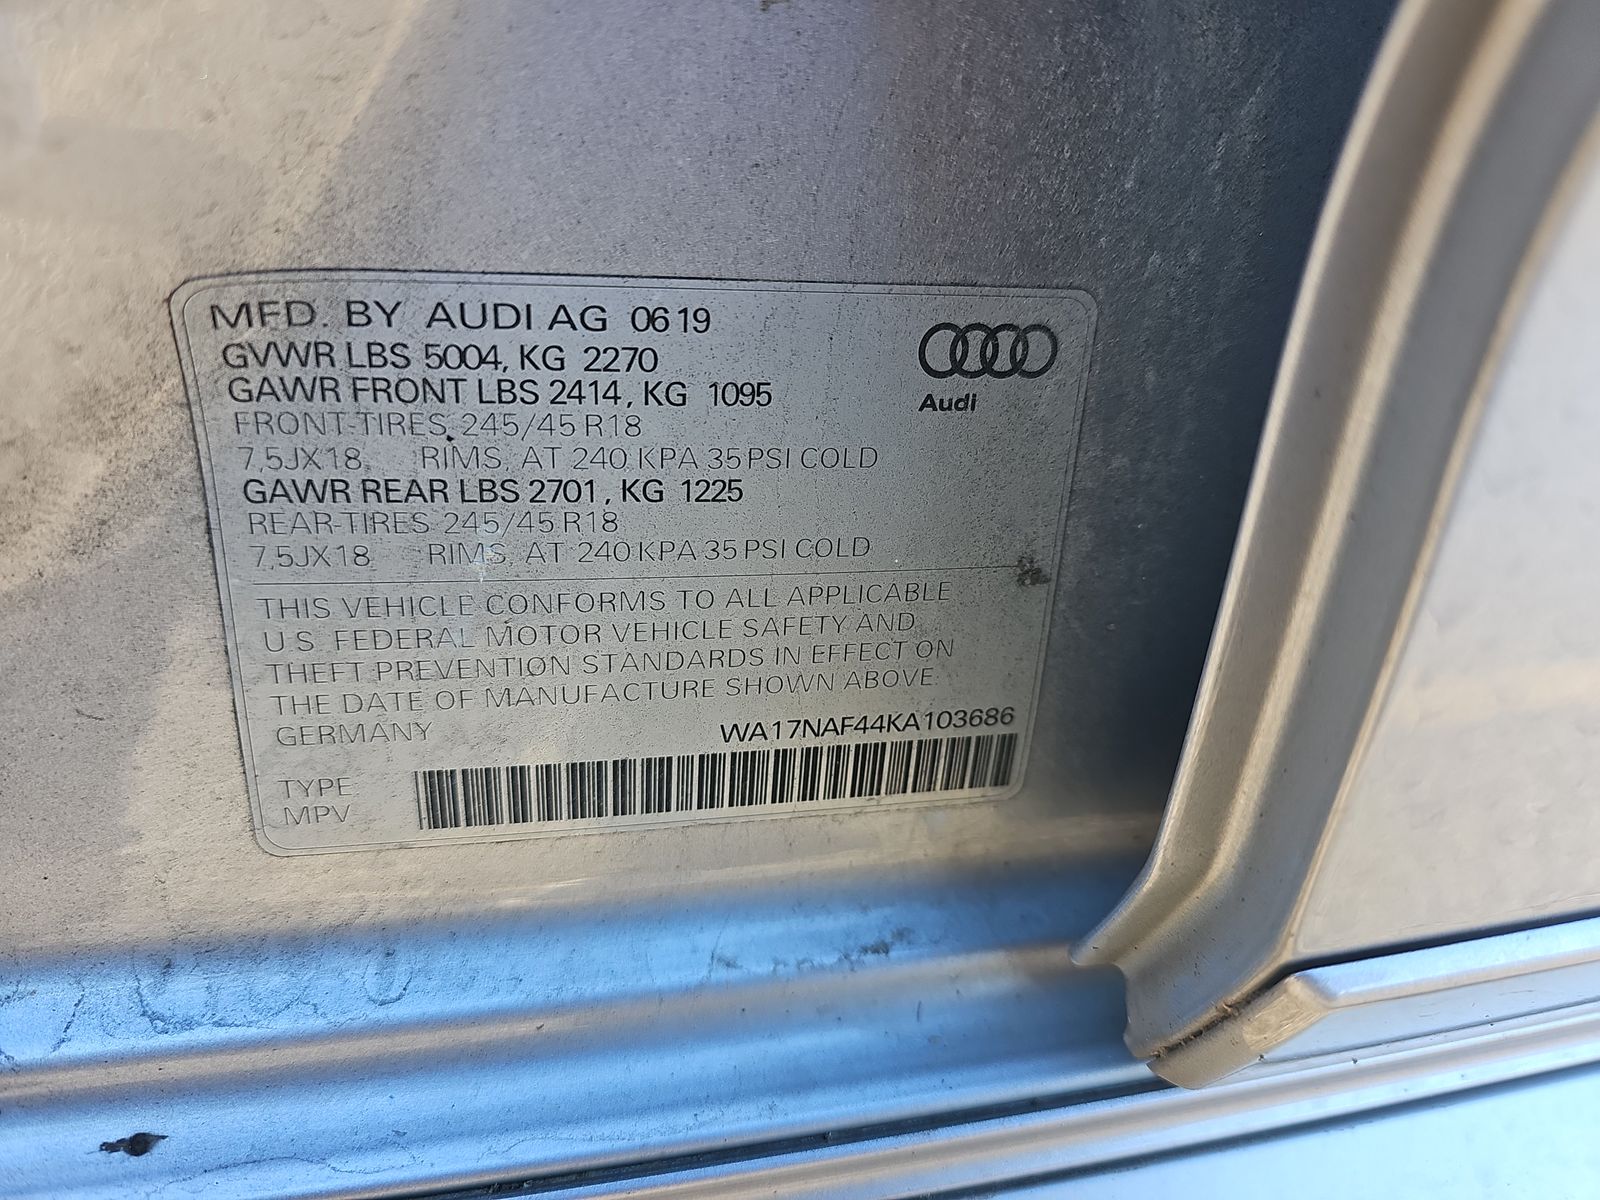 MFD. BY AUDI AG 0619
GVWR LBS 5004, KG 2270
GAWR FRONT LBS 2414, KG 1095
FRONT-TIRES 245/45 R18
7,5JX18 RIMS, AT 240 KPA 35 PSI COLD
GAWR REAR LBS 2701, KG 1225
REAR-TIRES 245/45 R18
7,5JX18 RIMS, AT 240 KPA 35 PSI COLD
Audi
THIS VEHICLE CONFORMS TO ALL APPLICABLE
U.S. FEDERAL MOTOR VEHICLE SAFETY AND
THEFT PREVENTION STANDARDS IN EFFECT ON
THE DATE OF MANUFACTURE SHOWN ABOVE.
GERMANY WA17NAF44KA103686
TYPE
MPV